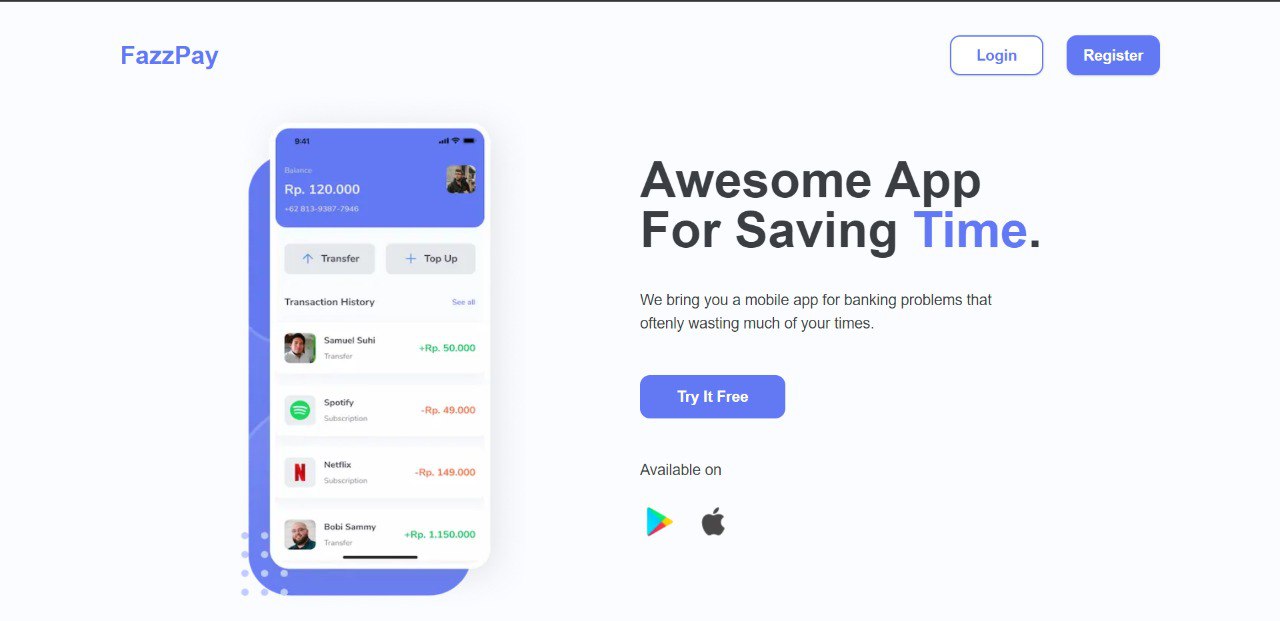 FazzPay
Login
Register
9:41
Balance
Rp. 120.000
+62 813-9387-7946
Transfer
Top Up
Transaction History
See all
Samuel Suhi
Transfer
+Rp. 50.000
Spotify
Subscription
-Rp. 49.000
Netflix
Subscription
-Rp. 149.000
Bobi Sammy
Transfer
+Rp. 1.150.000
Awesome App
For Saving Time.
We bring you a mobile app for banking problems that
oftenly wasting much of your times.
Try It Free
Available on